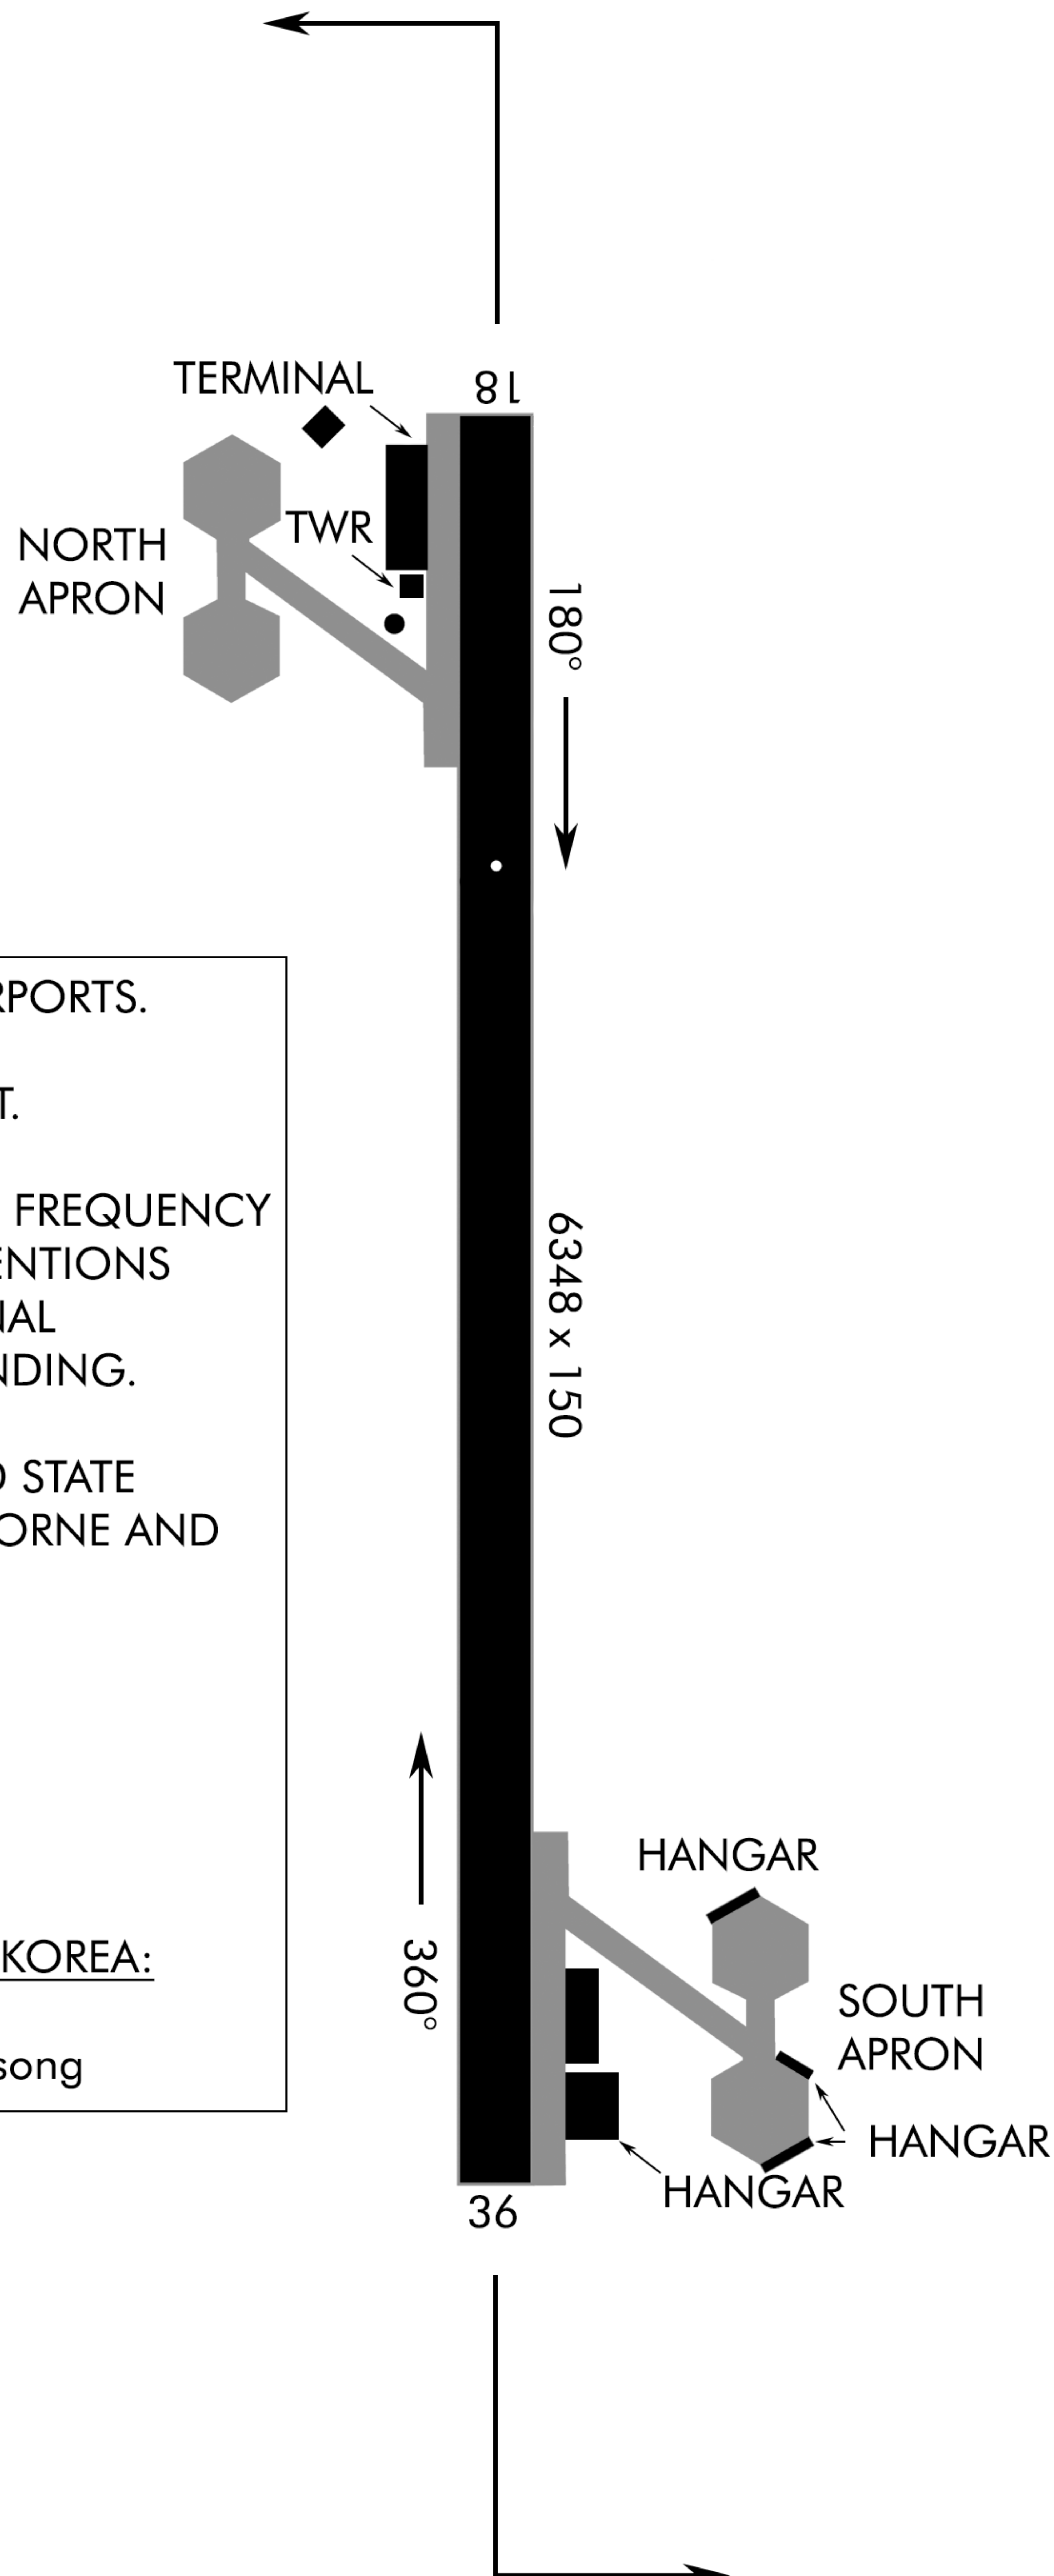 TERMINAL
18
TWR
NORTH
APRON
180°
RPORTS.
T.
FREQUENCY
ENTIONS
NAL
NDING.
6348 x 150
STATE
ORNE AND
360°
HANGAR
KOREA:
song
SOUTH
APRON
HANGAR
HANGAR
36